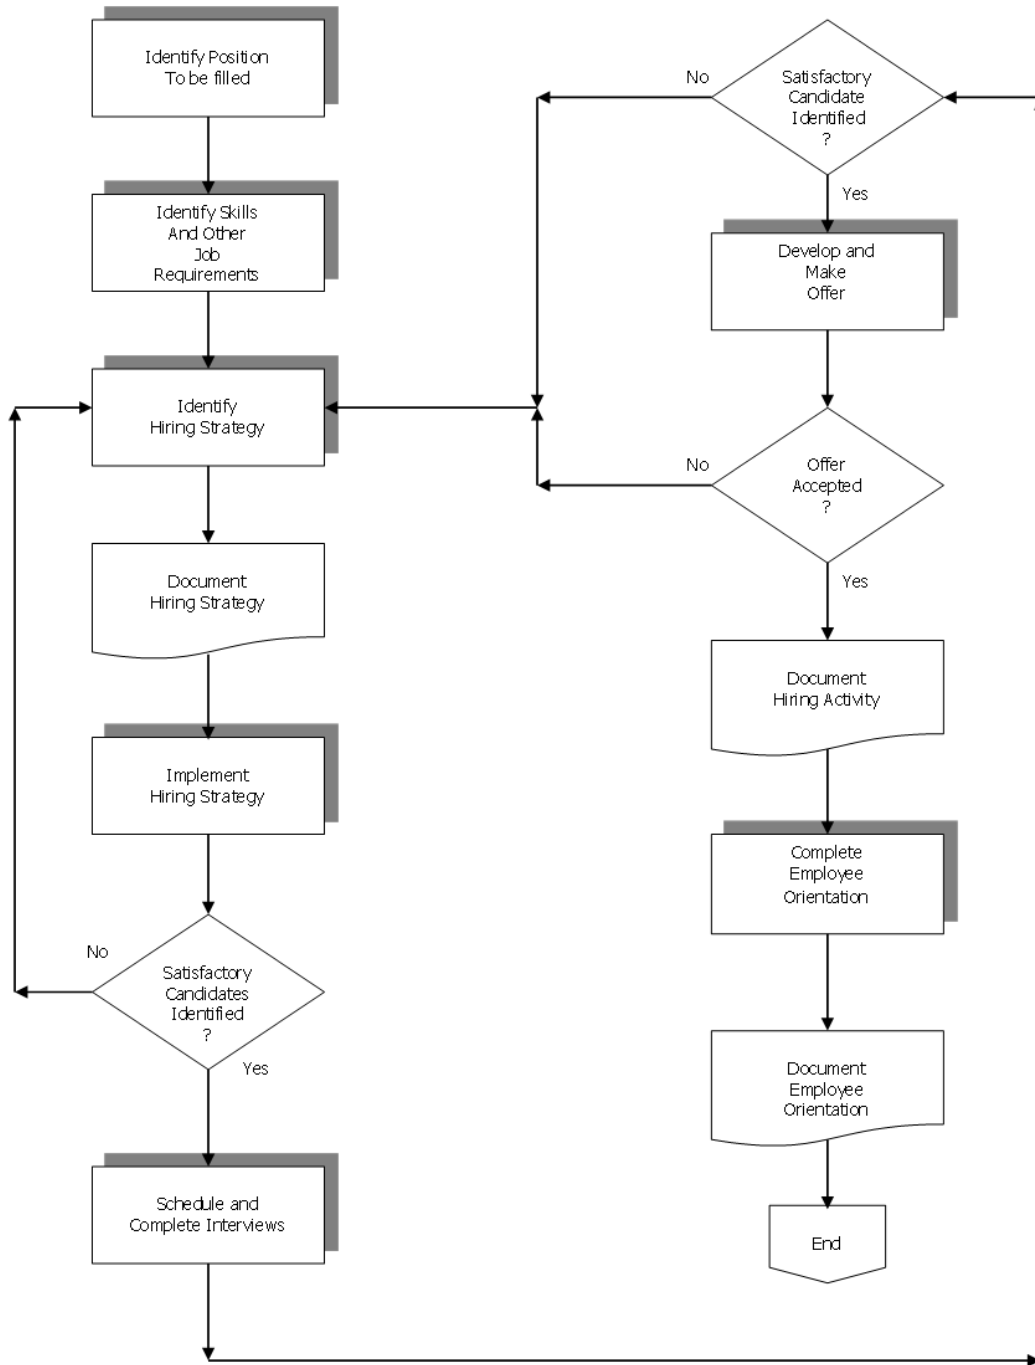 Identify Position
To be filled
Identify Skills
And Other
Job
Requirements
Identify
Hiring Strategy
Document
Hiring Strategy
Implement
Hiring Strategy
No
Satisfactory
Candidates
Identified
?
Yes
Schedule and
Complete Interviews
No
Satisfactory
Candidate
Identified
?
Yes
Develop and
Make
Offer
No
Offer
Accepted
?
Yes
Document
Hiring Activity
Complete
Employee
Orientation
Document
Employee
Orientation
End